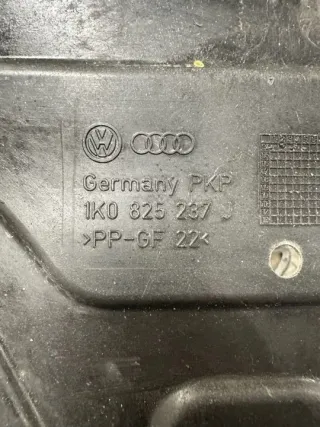 Germany PKP
1K0 825 237 J
>PP-GF 22<